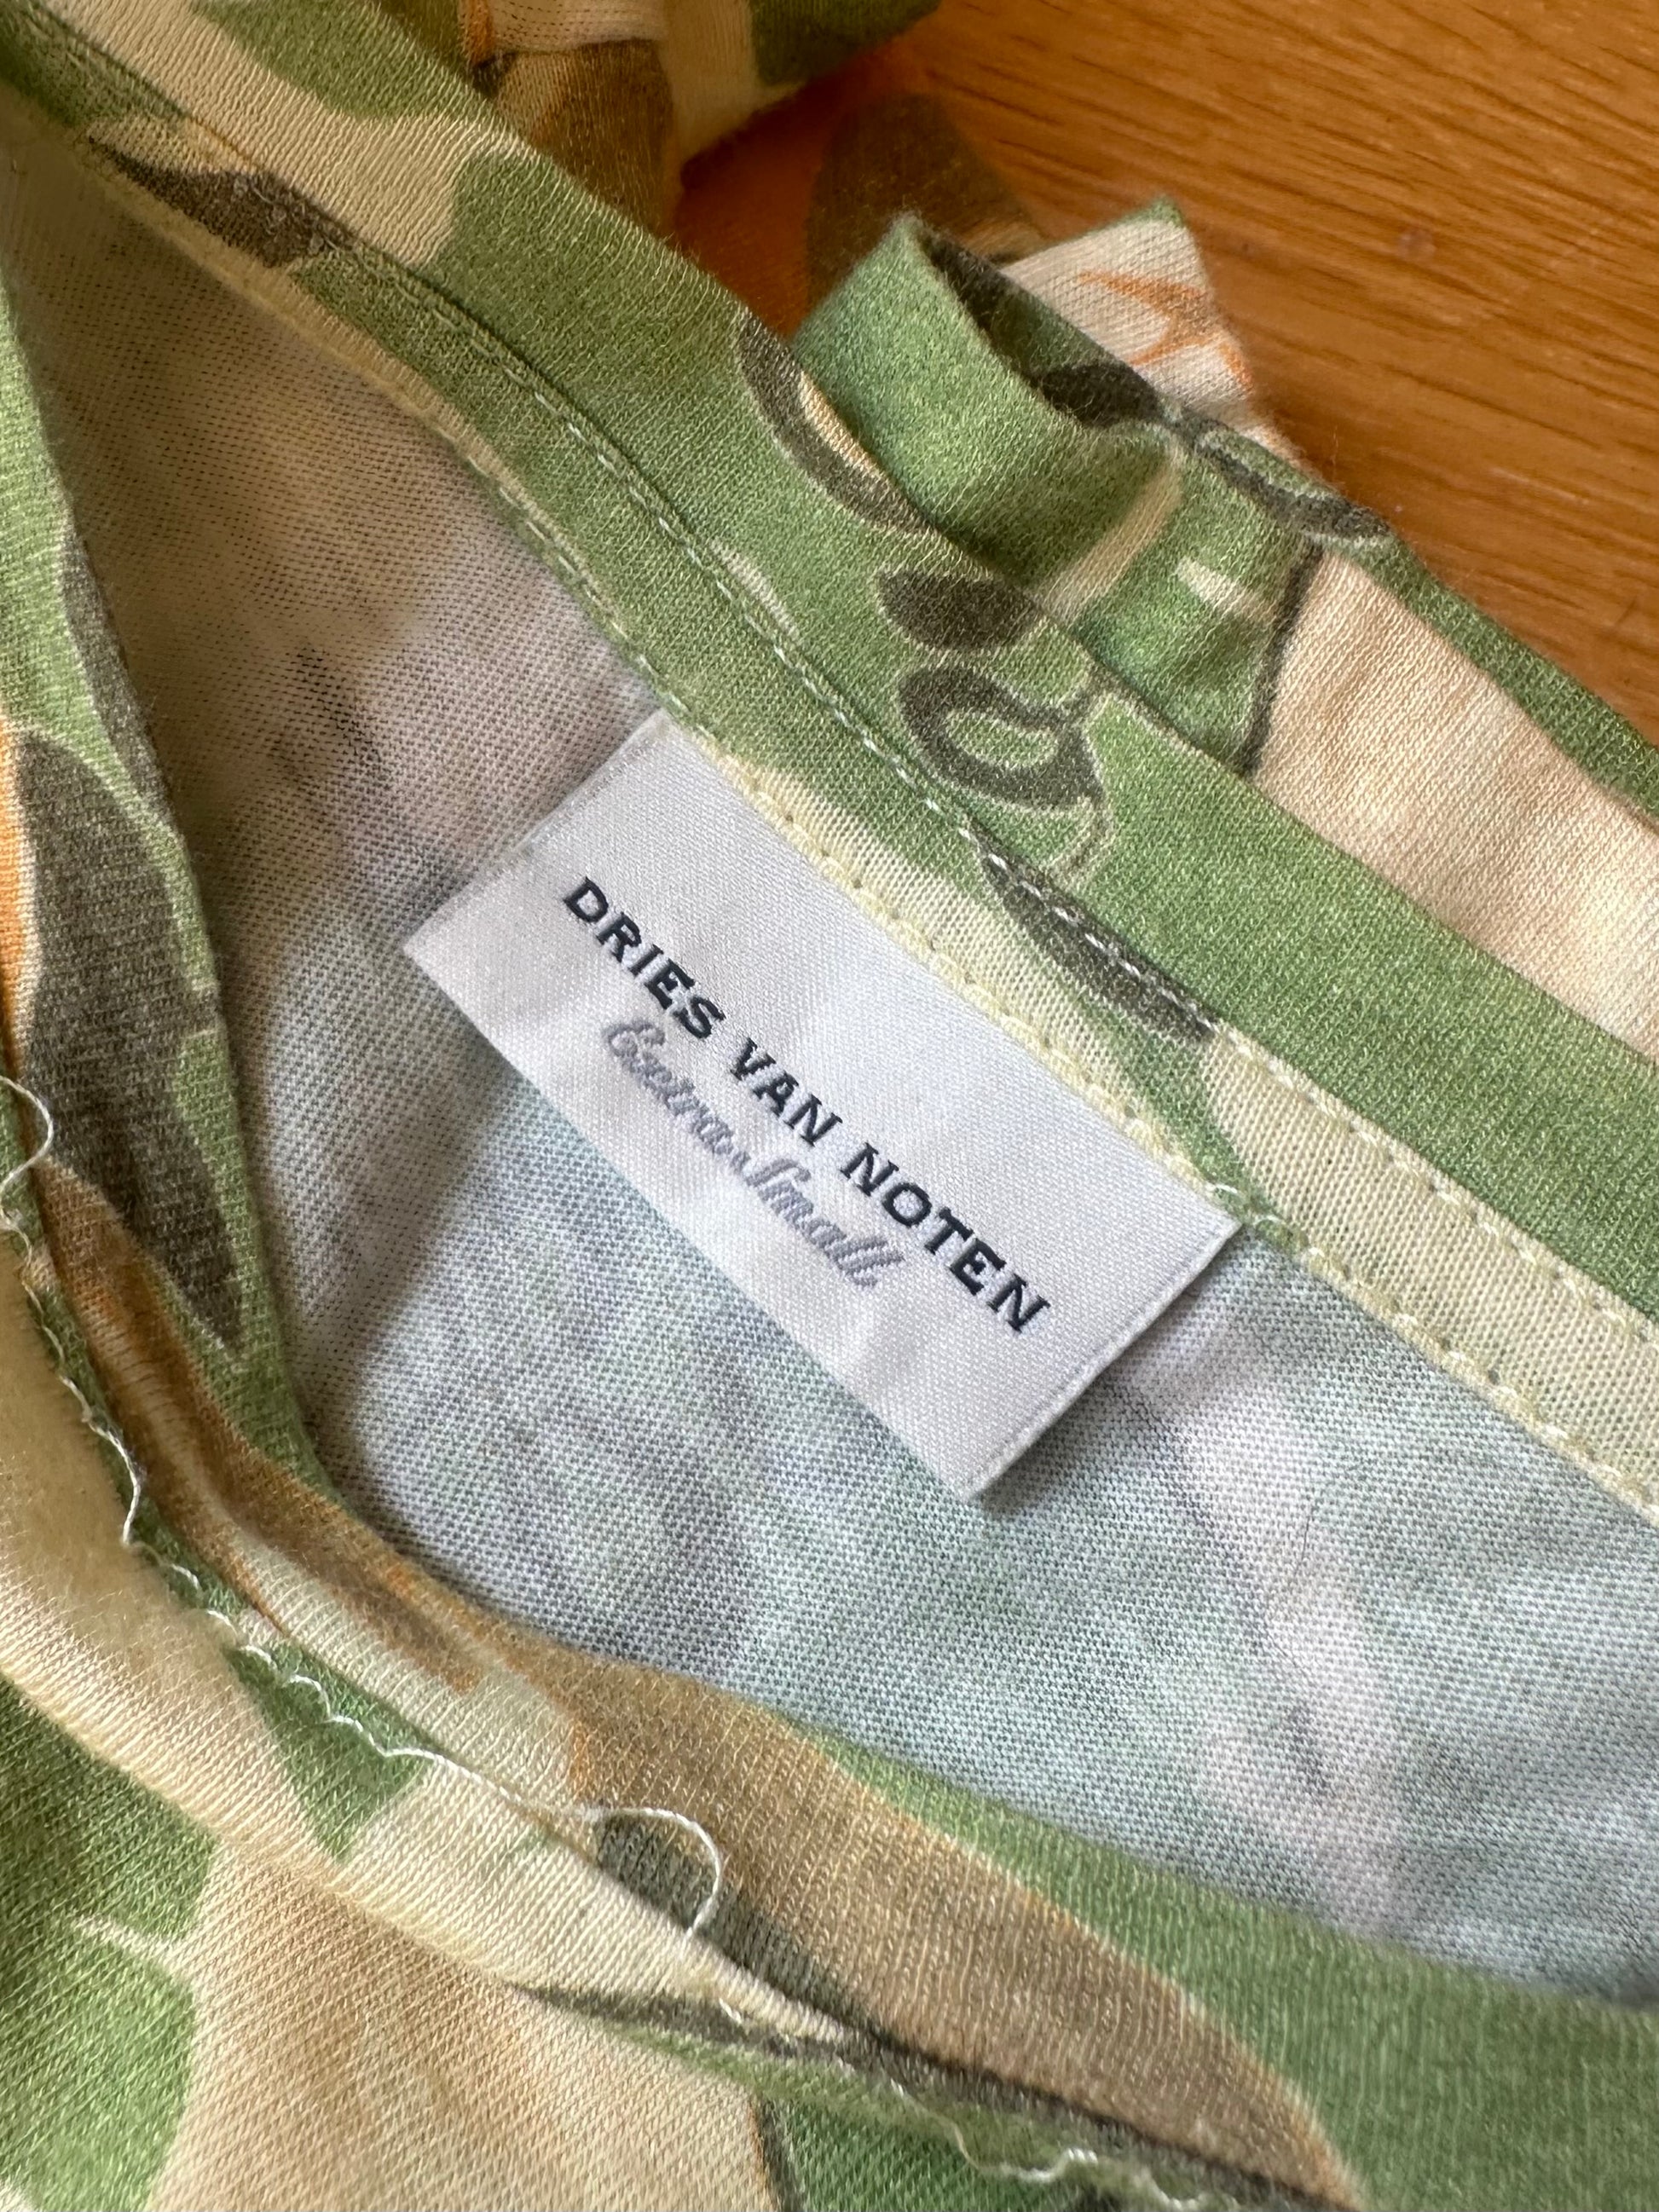 DRIES VAN NOTEN
Extra Small